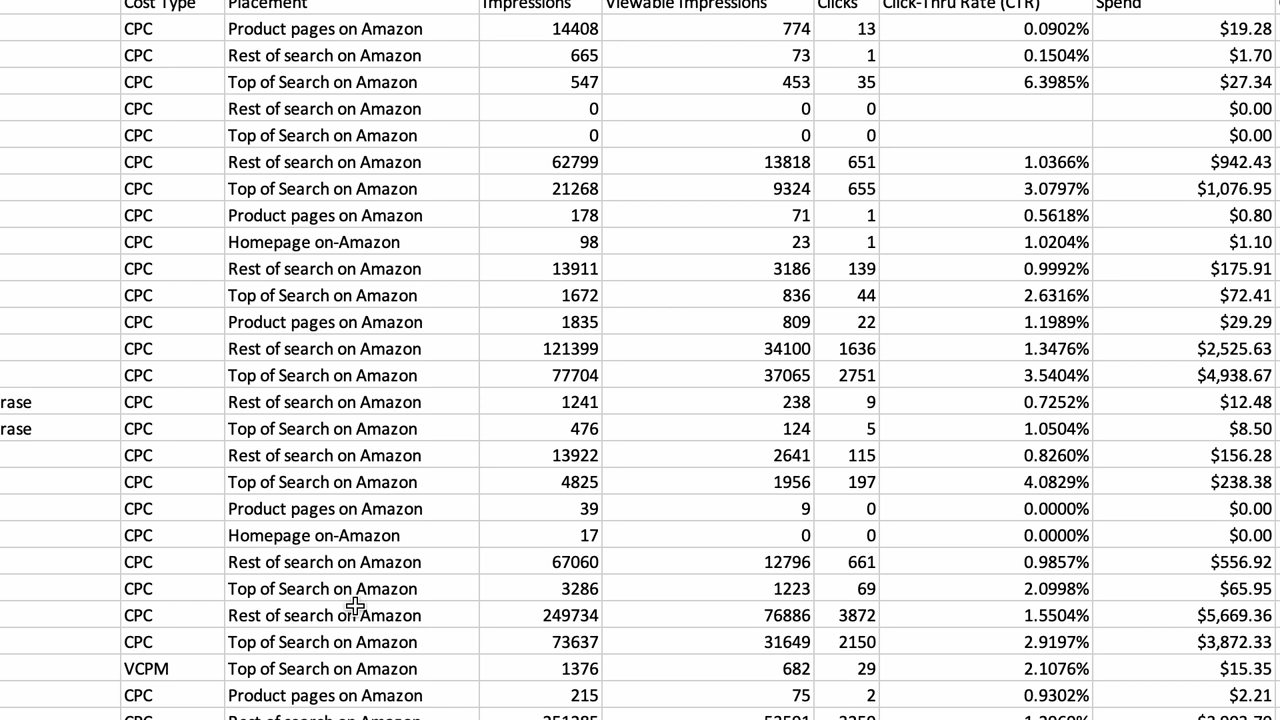 Cost Type Placement Impressions Viewable Impressions Clicks Click-Thru Rate (CTR) Spend
CPC Product pages on Amazon 14408 774 13 0.0902% $19.28
CPC Rest of search on Amazon 665 73 1 0.1504% $1.70
CPC Top of Search on Amazon 547 453 35 6.3985% $27.34
CPC Rest of search on Amazon 0 0 0 $0.00
CPC Top of Search on Amazon 0 0 0 $0.00
CPC Rest of search on Amazon 62799 13818 651 1.0366% $942.43
CPC Top of Search on Amazon 21268 9324 655 3.0797% $1,076.95
CPC Product pages on Amazon 178 71 1 0.5618% $0.80
CPC Homepage on-Amazon 98 23 1 1.0204% $1.10
CPC Rest of search on Amazon 13911 3186 139 0.9992% $175.91
CPC Top of Search on Amazon 1672 836 44 2.6316% $72.41
CPC Product pages on Amazon 1835 809 22 1.1989% $29.29
CPC Rest of search on Amazon 121399 34100 1636 1.3476% $2,525.63
CPC Top of Search on Amazon 77704 37065 2751 3.5404% $4,938.67
rase CPC Rest of search on Amazon 1241 238 9 0.7252% $12.48
rase CPC Top of Search on Amazon 476 124 5 1.0504% $8.50
CPC Rest of search on Amazon 13922 2641 115 0.8260% $156.28
CPC Top of Search on Amazon 4825 1956 197 4.0829% $238.38
CPC Product pages on Amazon 39 9 0 0.0000% $0.00
CPC Homepage on-Amazon 17 0 0 0.0000% $0.00
CPC Rest of search on Amazon 67060 12796 661 0.9857% $556.92
CPC Top of Search on Amazon 3286 1223 69 2.0998% $65.95
CPC Rest of search on Amazon 249734 76886 3872 1.5504% $5,669.36
CPC Top of Search on Amazon 73637 31649 2150 2.9197% $3,872.33
VCPM Top of Search on Amazon 1376 682 29 2.1076% $15.35
CPC Product pages on Amazon 215 75 2 0.9302% $2.21
CPC Rest of search on Amazon